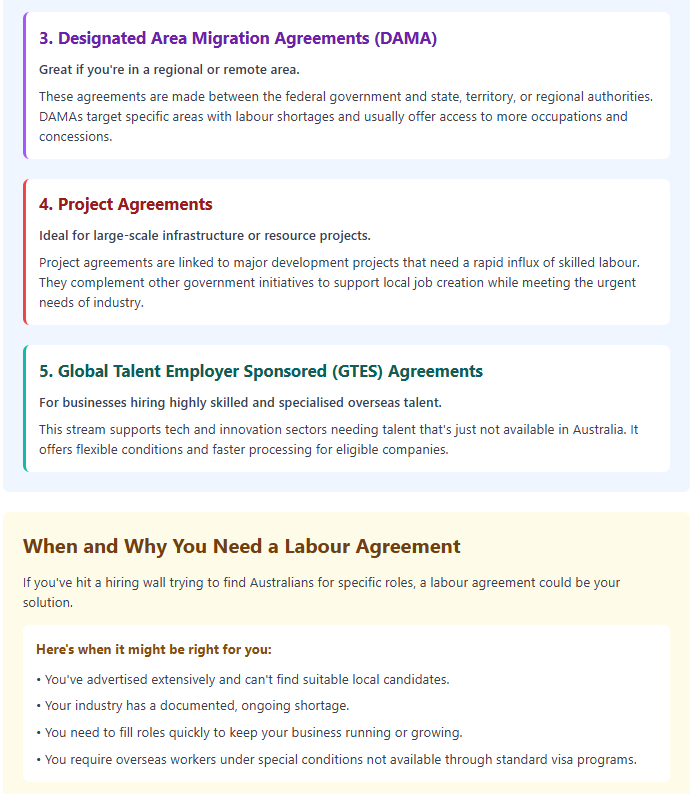 3. Designated Area Migration Agreements (DAMA)
Great if you're in a regional or remote area.
These agreements are made between the federal government and state, territory, or regional authorities.
DAMAs target specific areas with labour shortages and usually offer access to more occupations and
concessions.
4. Project Agreements
Ideal for large-scale infrastructure or resource projects.
Project agreements are linked to major development projects that need a rapid influx of skilled labour.
They complement other government initiatives to support local job creation while meeting the urgent
needs of industry.
5. Global Talent Employer Sponsored (GTES) Agreements
For businesses hiring highly skilled and specialised overseas talent.
This stream supports tech and innovation sectors needing talent that's just not available in Australia. It
offers flexible conditions and faster processing for eligible companies.
When and Why You Need a Labour Agreement
If you've hit a hiring wall trying to find Australians for specific roles, a labour agreement could be your
solution.
Here's when it might be right for you:
• You've advertised extensively and can't find suitable local candidates.
• Your industry has a documented, ongoing shortage.
• You need to fill roles quickly to keep your business running or growing.
• You require overseas workers under special conditions not available through standard visa programs.